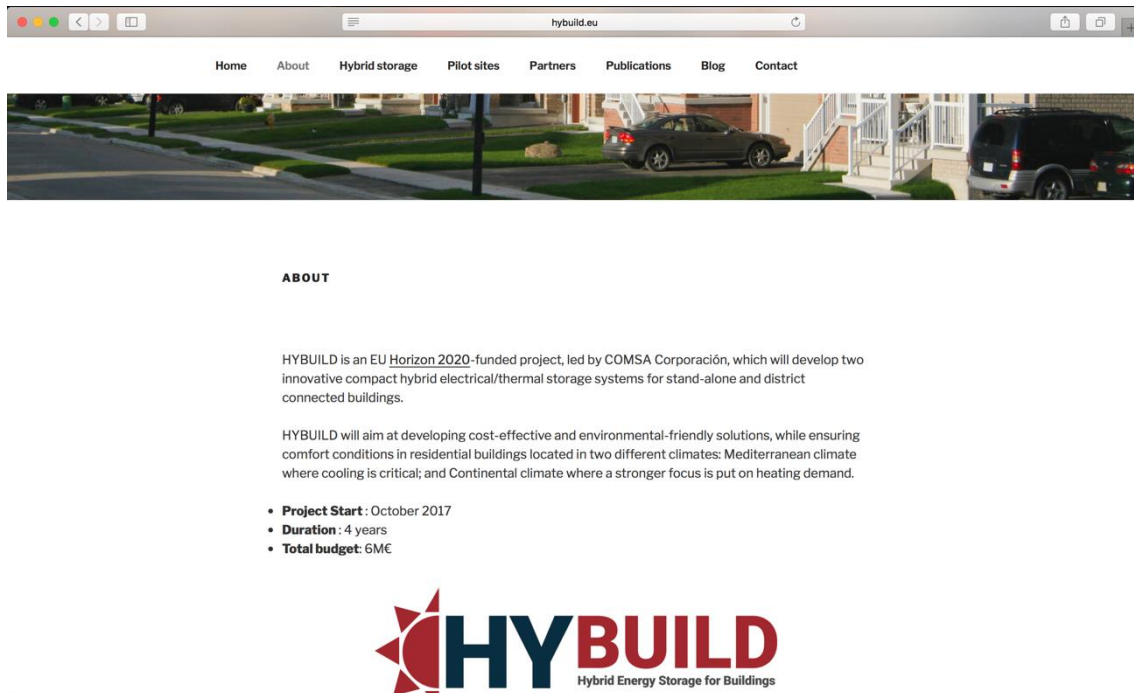 hybuild.eu
Home About Hybrid storage Pilot sites Partners Publications Blog Contact
ABOUT
HYBUILD is an EU Horizon 2020-funded project, led by COMSA Corporación, which will develop two
innovative compact hybrid electrical/thermal storage systems for stand-alone and district
connected buildings.
HYBUILD will aim at developing cost-effective and environmental-friendly solutions, while ensuring
comfort conditions in residential buildings located in two different climates: Mediterranean climate
where cooling is critical; and Continental climate where a stronger focus is put on heating demand.
• Project Start : October 2017
• Duration : 4 years
• Total budget: 6M€
HYBUILD
Hybrid Energy Storage for Buildings